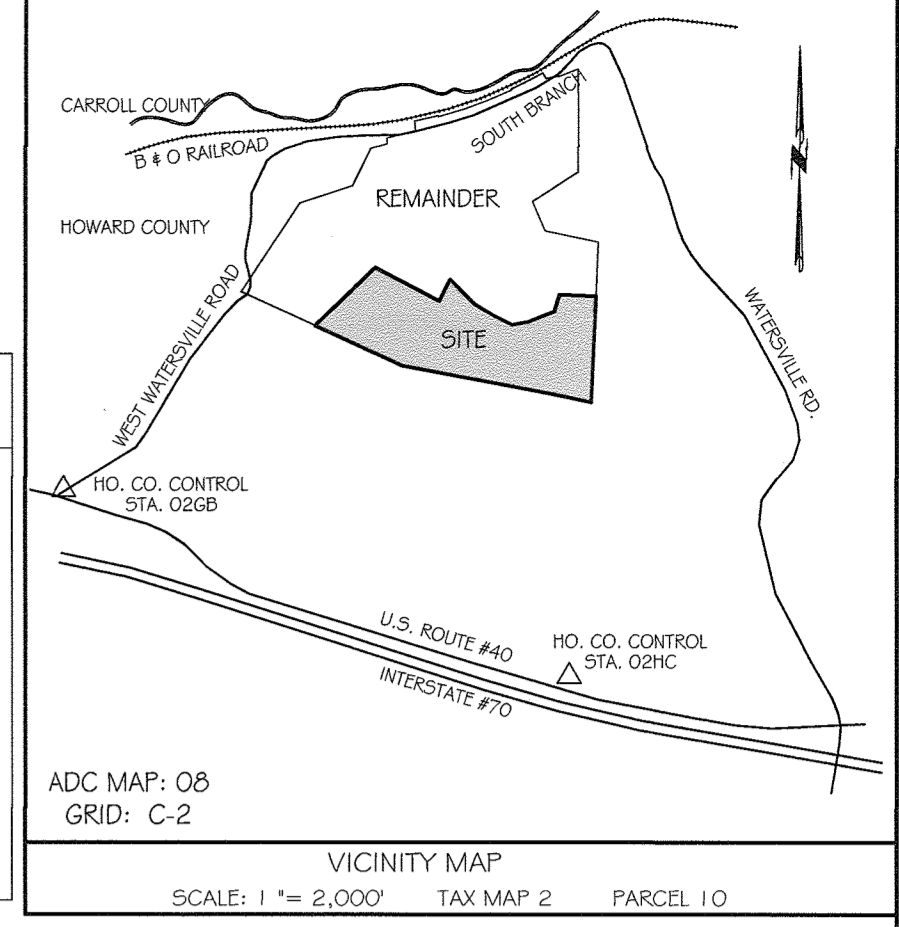 CARROLL COUNTY
B & O RAILROAD
SOUTH BRANCH
REMAINDER
HOWARD COUNTY
WEST WATERSVILLE ROAD
SITE
WATERSVILLE RD.
HO. CO. CONTROL
STA. 02GB
U.S. ROUTE #40
HO. CO. CONTROL
STA. 02HC
INTERSTATE #70
ADC MAP: 08
GRID: C-2
VICINITY MAP
SCALE: 1 "= 2,000' TAX MAP 2 PARCEL 10